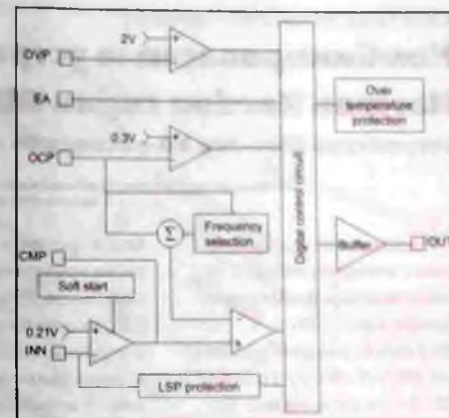 2V
+
-
OVP
EA
Over
temperature
protection
0.3V
+
-
OCP
Digital control circuit
Σ
Frequency
selection
Buffer
OUT
CMP
Soft start
-
+
0.21V
+
-
INN
LSP protection